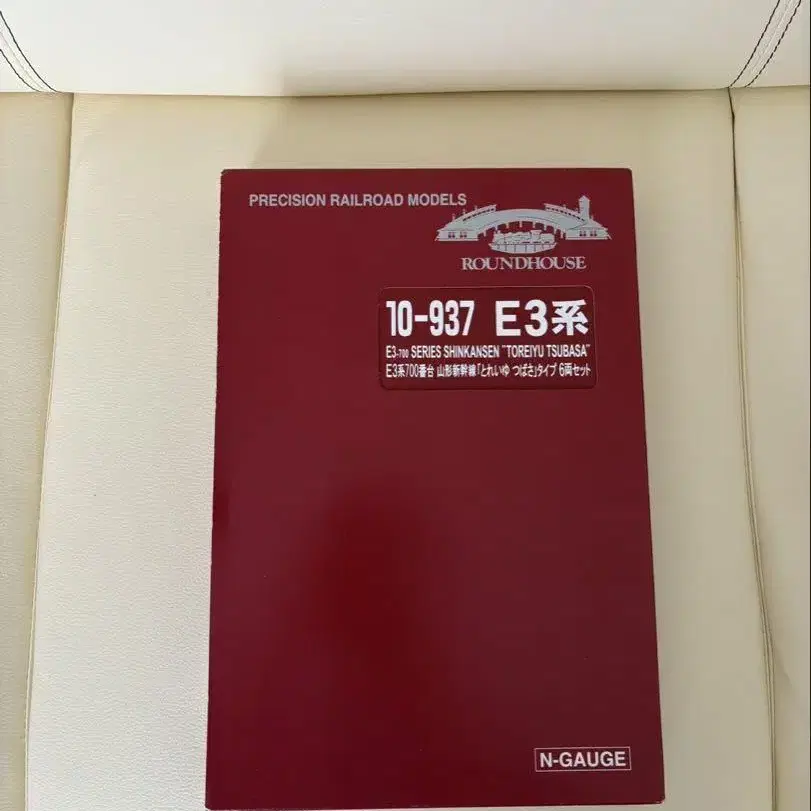 PRECISION RAILROAD MODELS
ROUNDHOUSE
10-937 E3系
E3-700 SERIES SHINKANSEN "TOREIYU TSUBASA"
E3系700番台 山形新幹線「とれいゆ つばさ」タイプ 6両セット
N-GAUGE